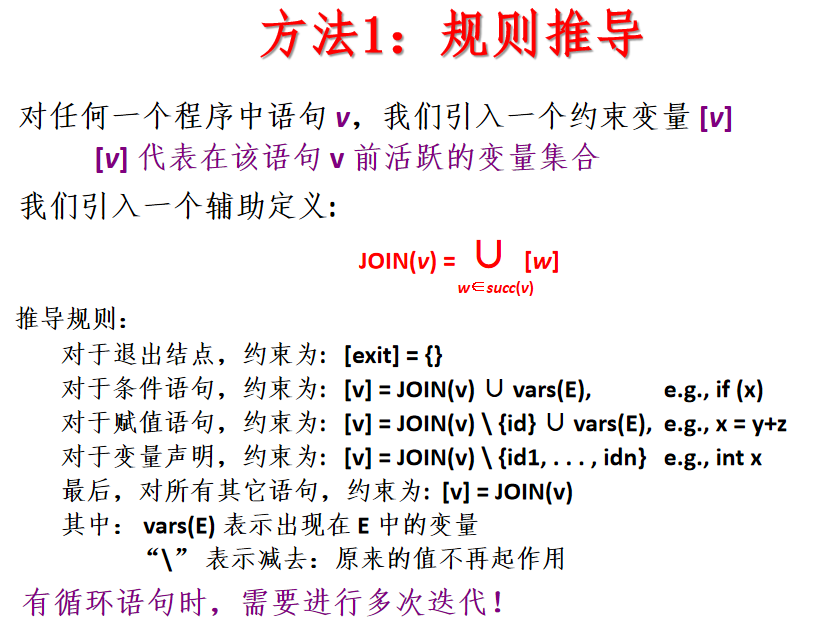 方法1：规则推导
对任何一个程序中语句 v，我们引入一个约束变量 [v]
[v] 代表在该语句 v 前活跃的变量集合
我们引入一个辅助定义:
JOIN(v) = ∪ [w]
w∈succ(v)
推导规则：
对于退出结点，约束为：[exit] = {}
对于条件语句，约束为：[v] = JOIN(v) ∪ vars(E), e.g., if (x)
对于赋值语句，约束为：[v] = JOIN(v) \ {id} ∪ vars(E), e.g., x = y+z
对于变量声明，约束为：[v] = JOIN(v) \ {id1, . . . , idn} e.g., int x
最后，对所有其它语句，约束为: [v] = JOIN(v)
其中： vars(E) 表示出现在 E 中的变量
“\” 表示减去：原来的值不再起作用
有循环语句时，需要进行多次迭代！